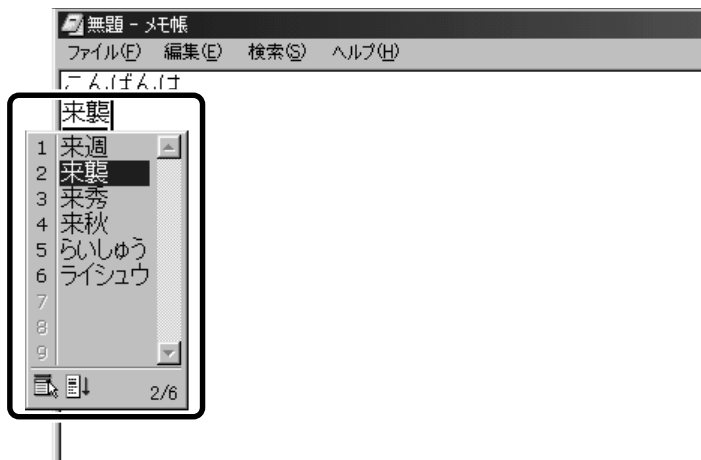 無題 - メモ帳
ファイル(F) 編集(E) 検索(S) ヘルプ(H)
こんばんは
来襲
1 来週
2 来襲
3 来秀
4 来秋
5 らいしゅう
6 ライシュウ
7
8
9
2/6